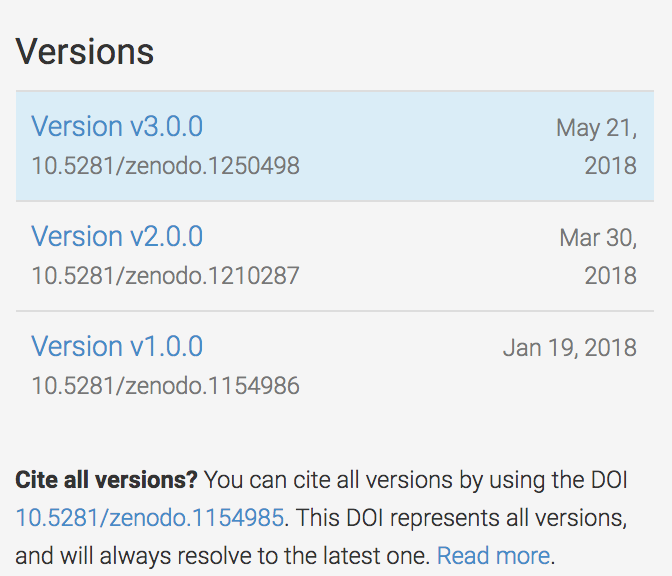 Versions
Version v3.0.0 May 21,
10.5281/zenodo.1250498 2018
Version v2.0.0 Mar 30,
10.5281/zenodo.1210287 2018
Version v1.0.0 Jan 19, 2018
10.5281/zenodo.1154986
Cite all versions? You can cite all versions by using the DOI
10.5281/zenodo.1154985. This DOI represents all versions,
and will always resolve to the latest one. Read more.